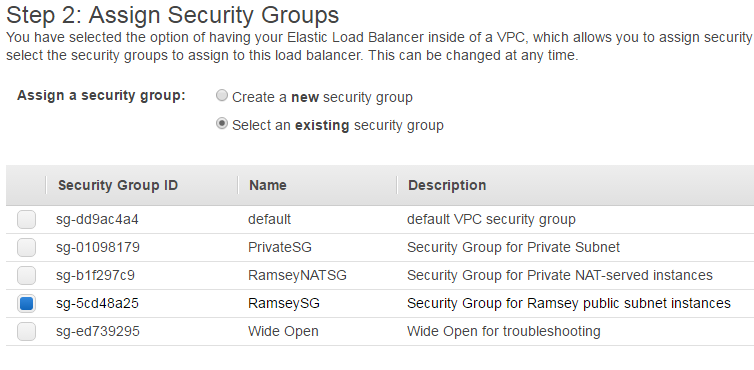 Step 2: Assign Security Groups
You have selected the option of having your Elastic Load Balancer inside of a VPC, which allows you to assign security
select the security groups to assign to this load balancer. This can be changed at any time.
Assign a security group: Create a new security group
Select an existing security group
Security Group ID Name Description
sg-dd9ac4a4 default default VPC security group
sg-01098179 PrivateSG Security Group for Private Subnet
sg-b1f297c9 RamseyNATSG Security Group for Private NAT-served instances
sg-5cd48a25 RamseySG Security Group for Ramsey public subnet instances
sg-ed739295 Wide Open Wide Open for troubleshooting